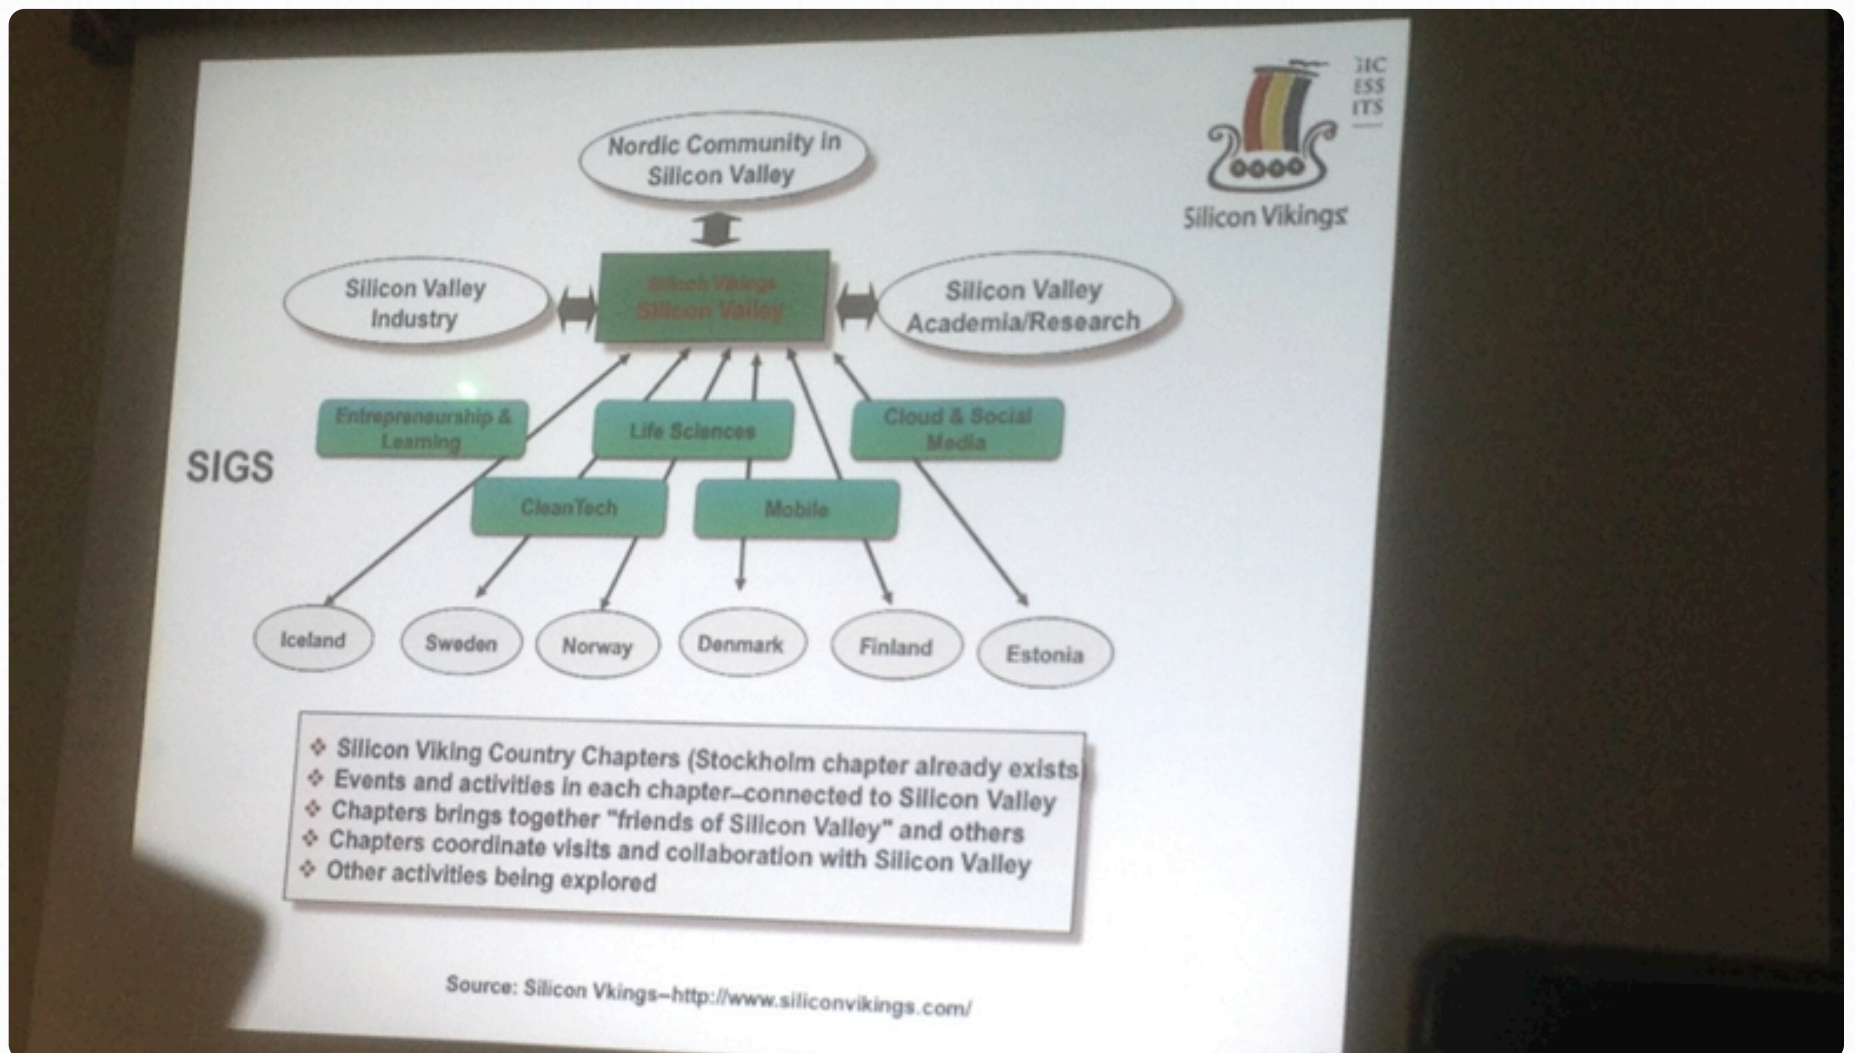 ЭIC
ESS
ITS
Silicon Vikings
Nordic Community in
Silicon Valley
Silicon Valley
Industry
Silicon Vikings
Silicon Valley
Silicon Valley
Academia/Research
SIGS
Entrepreneurship &
Learning
Life Sciences
Cloud & Social
Media
CleanTech
Mobile
Iceland
Sweden
Norway
Denmark
Finland
Estonia
❖ Silicon Viking Country Chapters (Stockholm chapter already exists)
❖ Events and activities in each chapter–connected to Silicon Valley
❖ Chapters brings together "friends of Silicon Valley" and others
❖ Chapters coordinate visits and collaboration with Silicon Valley
❖ Other activities being explored
Source: Silicon Vkings–http://www.siliconvikings.com/